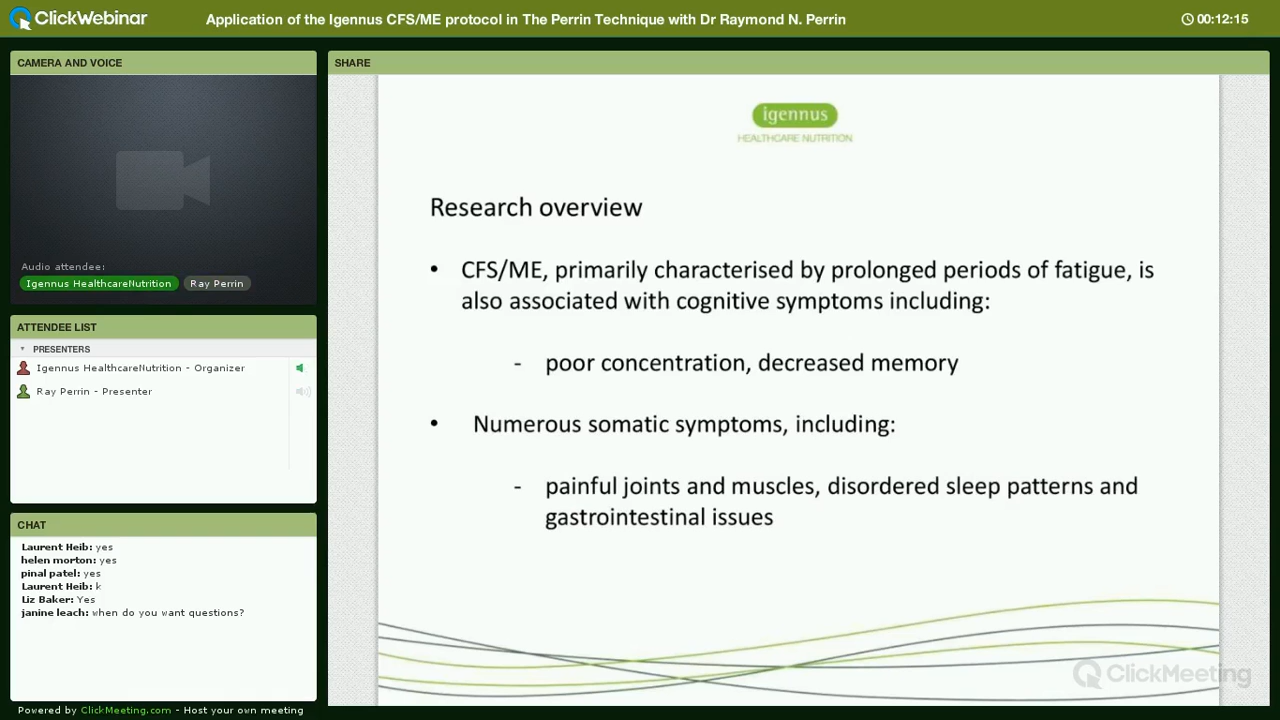 ClickWebinar
Application of the Igennus CFS/ME protocol in The Perrin Technique with Dr Raymond N. Perrin
00:12:15
CAMERA AND VOICE
Audio attendee:
Igennus HealthcareNutrition
Ray Perrin
ATTENDEE LIST
PRESENTERS
Igennus HealthcareNutrition - Organizer
Ray Perrin - Presenter
CHAT
Laurent Heib: yes
helen morton: yes
pinal patel: yes
Laurent Heib: k
Liz Baker: Yes
janine leach: when do you want questions?
Powered by ClickMeeting.com - Host your own meeting
SHARE
igennus
HEALTHCARE NUTRITION
Research overview
• CFS/ME, primarily characterised by prolonged periods of fatigue, is
also associated with cognitive symptoms including:
- poor concentration, decreased memory
• Numerous somatic symptoms, including:
- painful joints and muscles, disordered sleep patterns and
gastrointestinal issues
ClickMeeting